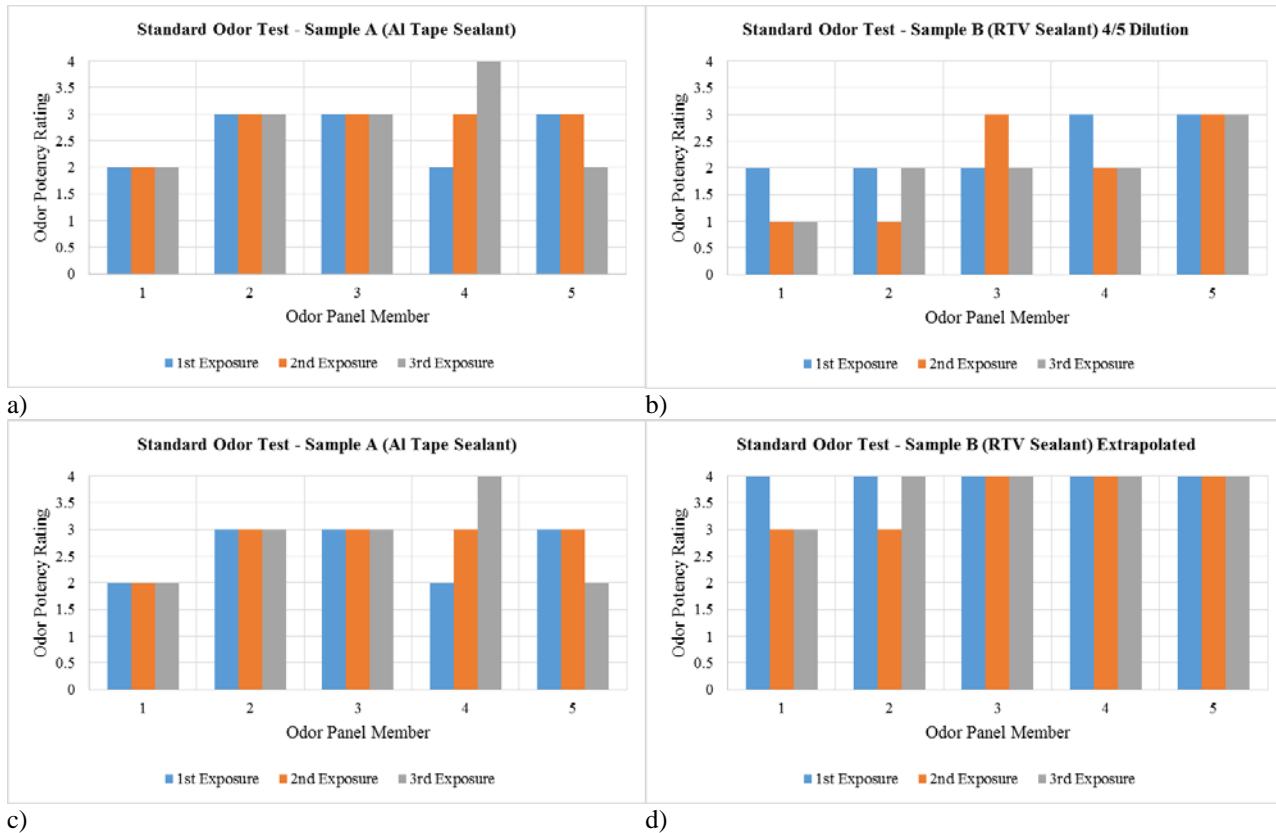 Standard Odor Test - Sample A (Al Tape Sealant)
4
3.5
3
2.5
2
1.5
1
0.5
0
Odor Potency Rating
1 2 3 4 5
Odor Panel Member
1st Exposure 2nd Exposure 3rd Exposure
a)
Standard Odor Test - Sample B (RTV Sealant) 4/5 Dilution
4
3.5
3
2.5
2
1.5
1
0.5
0
Odor Potency Rating
1 2 3 4 5
Odor Panel Member
1st Exposure 2nd Exposure 3rd Exposure
b)
Standard Odor Test - Sample A (Al Tape Sealant)
4
3.5
3
2.5
2
1.5
1
0.5
0
Odor Potency Rating
1 2 3 4 5
Odor Panel Member
1st Exposure 2nd Exposure 3rd Exposure
c)
Standard Odor Test - Sample B (RTV Sealant) Extrapolated
4
3.5
3
2.5
2
1.5
1
0.5
0
Odor Potency Rating
1 2 3 4 5
Odor Panel Member
1st Exposure 2nd Exposure 3rd Exposure
d)